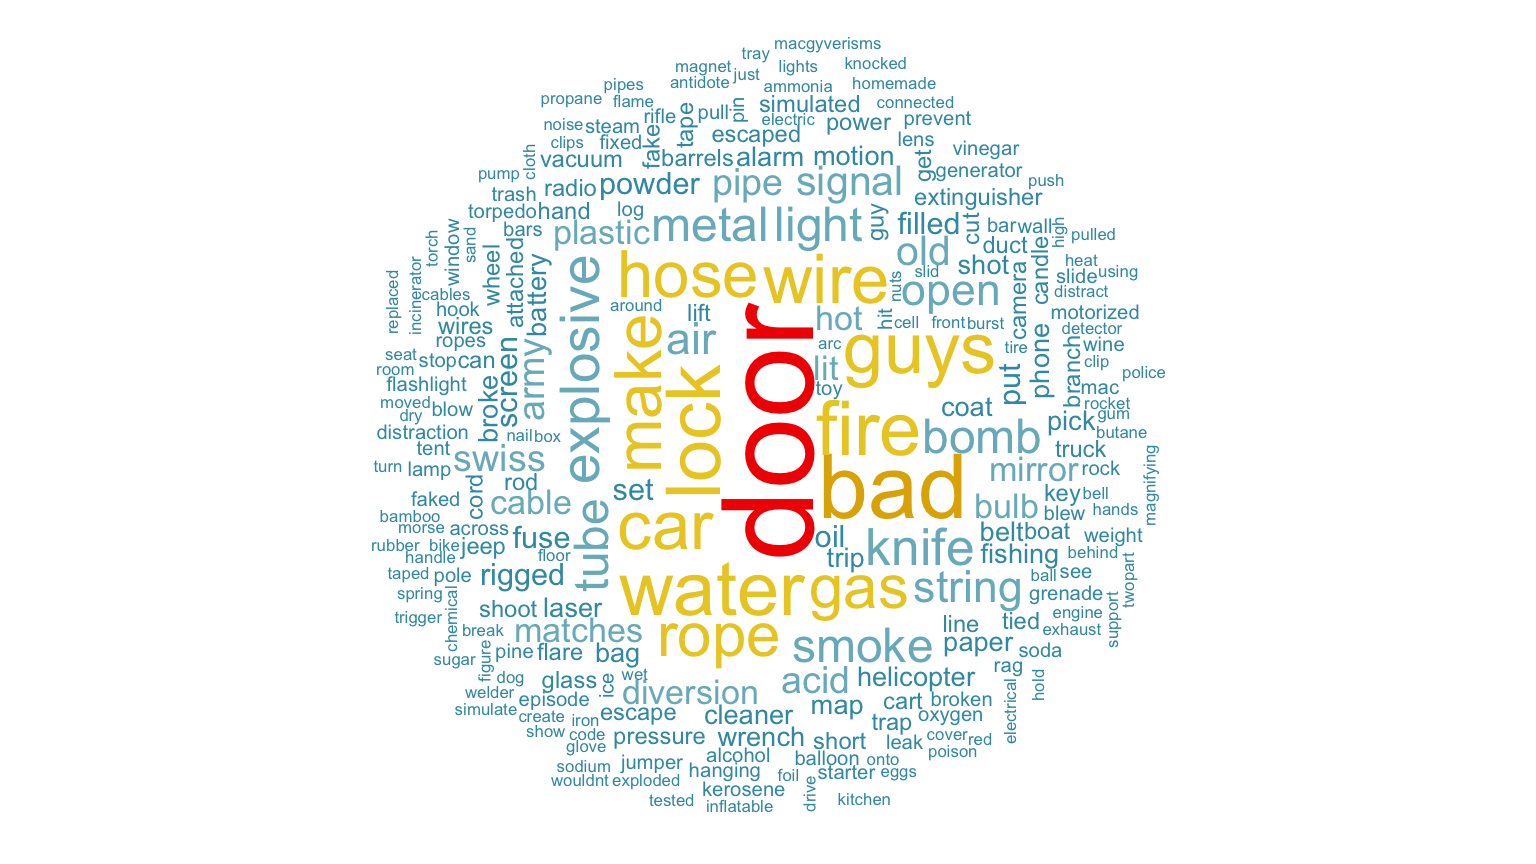 macgyverisms
tray
magnet
just
lights
knocked
pipes
antidote
ammonia
homemade
propane
flame
rifle
pull
pin
simulated
connected
tape
electric
noise
steam
escaped
power
prevent
clips
fixed
fake
lens
cloth
vacuum
barrels
alarm
motion
get
vinegar
pump
trash
radio
powder
pipe
signal
generator
push
extinguisher
torpedo
hand
log
guy
filled
cut
bar
wall
high
pulled
bars
plastic
metal
light
old
duct
candle
torch
window
sand
wheel
attached
battery
explosive
hose
wire
slid
nuts
shot
camera
heat
slide
using
replaced
incinerator
cables
open
distract
hook
around
lift
hot
hit
cell
front
burst
motorized
wires
ropes
screen
army
make
air
door
arc
guys
tire
phone
detector
wine
seat
stop
can
lit
put
branch
clip
room
police
flashlight
broke
lock
toy
mac
moved
blow
dry
fire
coat
rocket
gum
pick
distraction
nail
box
bomb
butane
tent
truck
turn
lamp
swiss
bad
mirror
rock
magnifying
rod
set
key
bell
faked
cord
cable
bulb
blew
hands
bamboo
tube
car
morse
across
oil
belt
boat
weight
rubber
bike
jeep
fuse
floor
trip
knife
fishing
behind
handle
taped
pole
rigged
ball
see
twopart
spring
water
gas
string
grenade
trigger
chemical
shoot
laser
engine
support
line
tied
exhaust
break
matches
rope
smoke
paper
sugar
figure
pine
flare
bag
soda
dog
glass
ice
wet
acid
helicopter
rag
welder
episode
diversion
cart
broken
electrical
hold
simulate
create
iron
escape
cleaner
map
trap
oxygen
show
code
glove
pressure
wrench
short
leak
cover
red
poison
sodium
jumper
alcohol
balloon
onto
wouldnt
exploded
hanging
foil
starter
eggs
kerosene
tested
inflatable
drive
kitchen